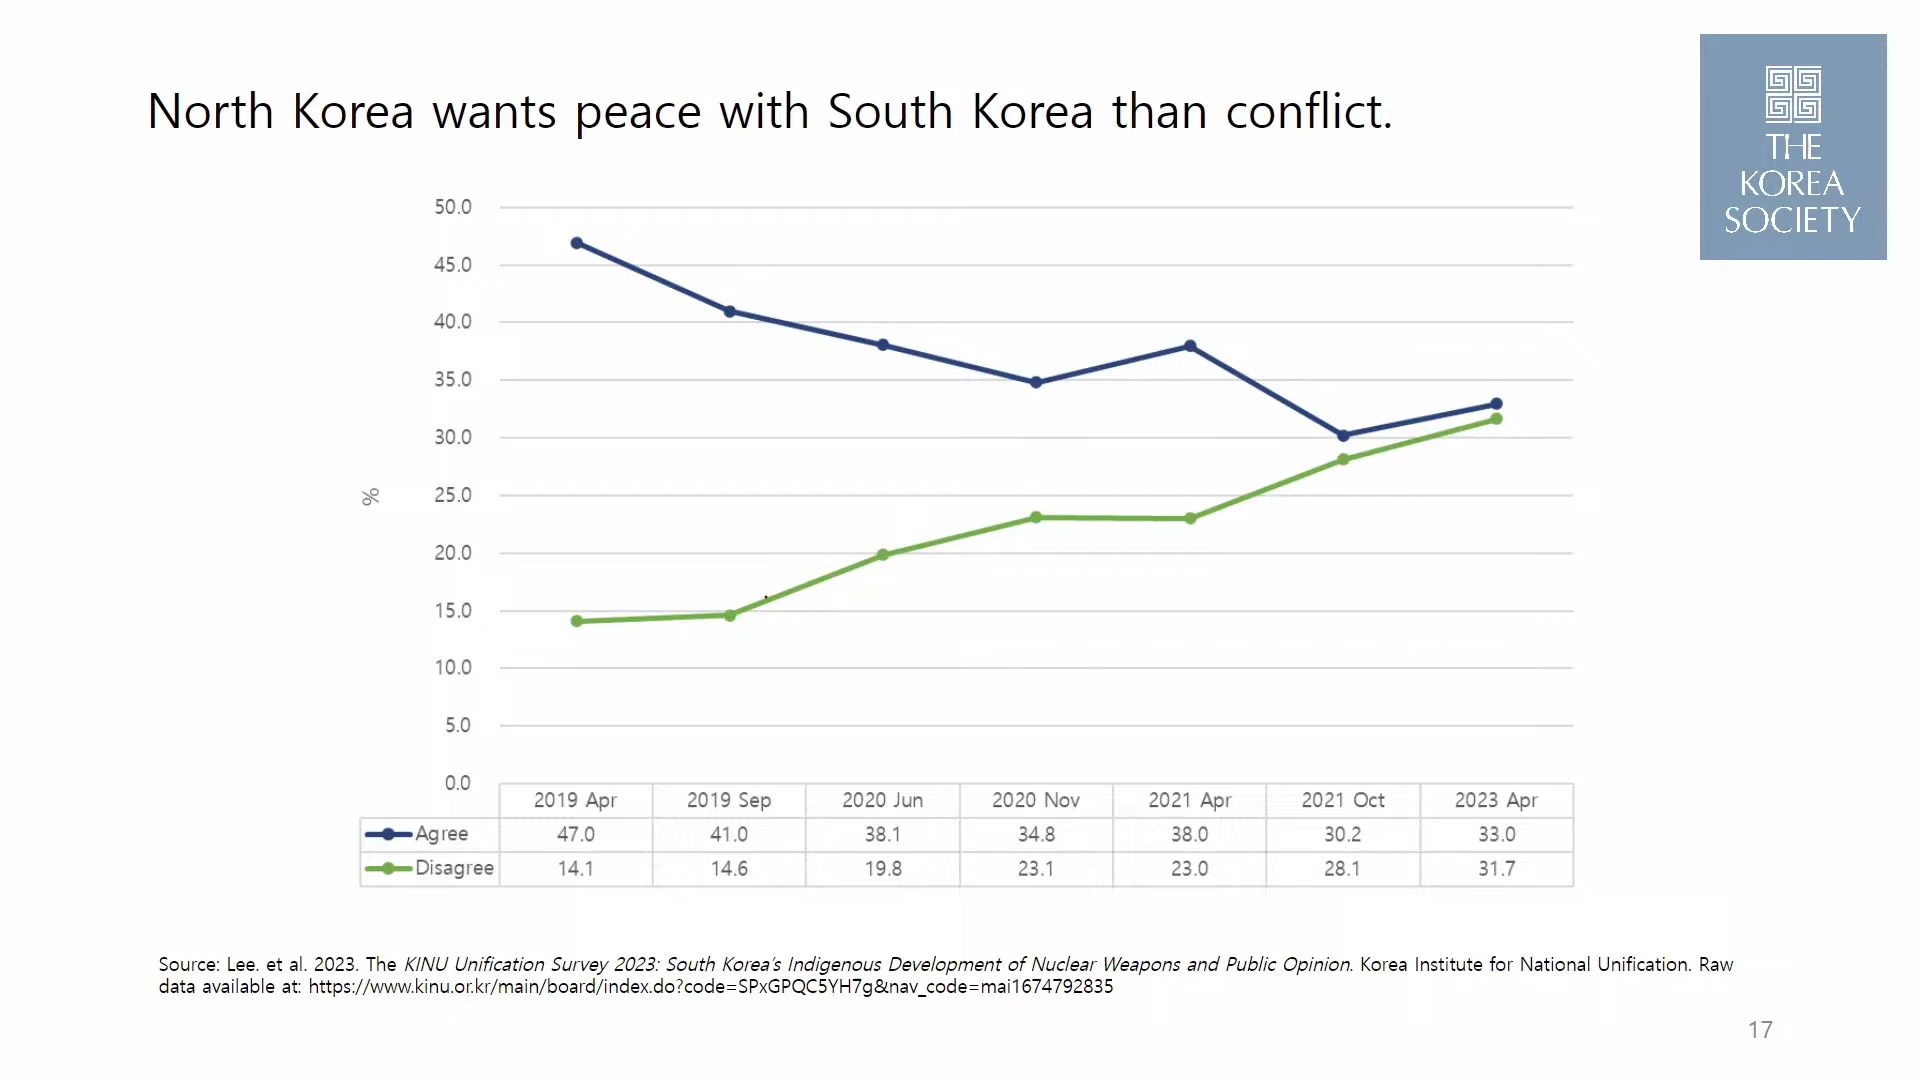 North Korea wants peace with South Korea than conflict.
THE
KOREA
SOCIETY
50.0
45.0
40.0
35.0
30.0
25.0
20.0
15.0
10.0
5.0
0.0
%
2019 Apr 2019 Sep 2020 Jun 2020 Nov 2021 Apr 2021 Oct 2023 Apr
Agree 47.0 41.0 38.1 34.8 38.0 30.2 33.0
Disagree 14.1 14.6 19.8 23.1 23.0 28.1 31.7
Source: Lee. et al. 2023. The KINU Unification Survey 2023: South Korea's Indigenous Development of Nuclear Weapons and Public Opinion. Korea Institute for National Unification. Raw
data available at: https://www.kinu.or.kr/main/board/index.do?code=SPxGPQC5YH7g&nav_code=mai1674792835
17